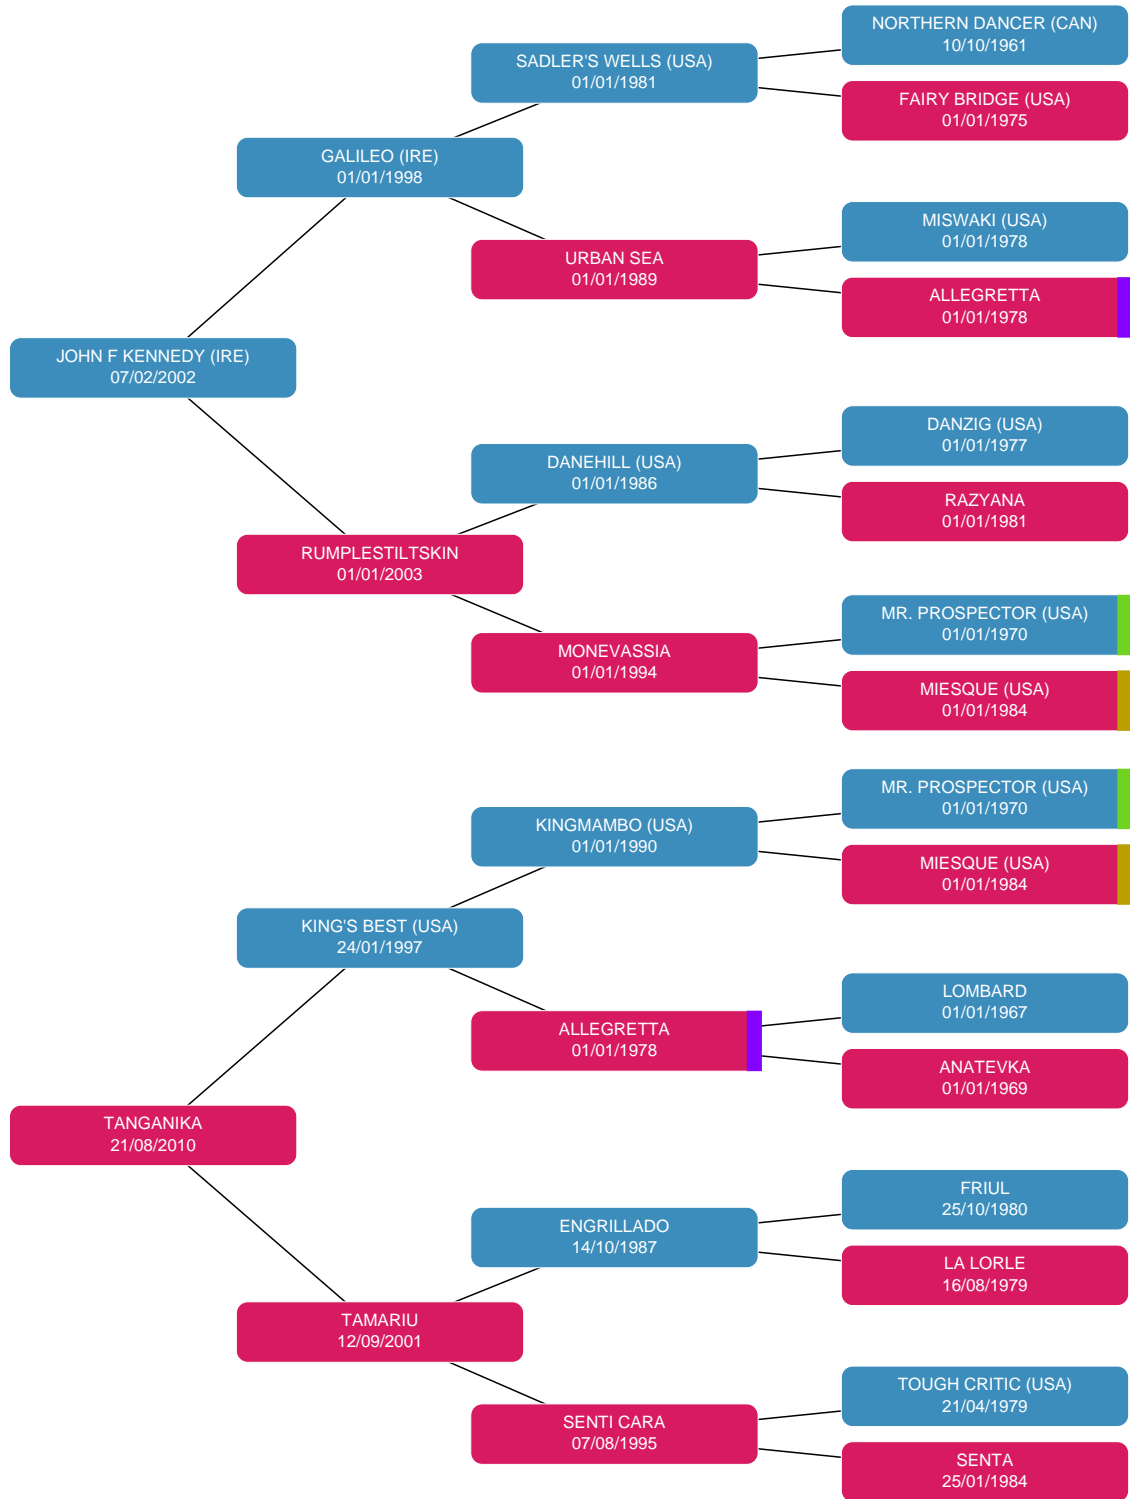 NORTHERN DANCER (CAN)
10/10/1961
SADLER'S WELLS (USA)
01/01/1981
FAIRY BRIDGE (USA)
01/01/1975
GALILEO (IRE)
01/01/1998
MISWAKI (USA)
01/01/1978
URBAN SEA
01/01/1989
ALLEGRETTA
01/01/1978
JOHN F KENNEDY (IRE)
07/02/2002
DANZIG (USA)
01/01/1977
DANEHILL (USA)
01/01/1986
RAZYANA
01/01/1981
RUMPLESTILTSKIN
01/01/2003
MR. PROSPECTOR (USA)
01/01/1970
MONEVASSIA
01/01/1994
MIESQUE (USA)
01/01/1984
MR. PROSPECTOR (USA)
01/01/1970
KINGMAMBO (USA)
01/01/1990
MIESQUE (USA)
01/01/1984
KING'S BEST (USA)
24/01/1997
LOMBARD
01/01/1967
ALLEGRETTA
01/01/1978
ANATEVKA
01/01/1969
TANGANIKA
21/08/2010
FRIUL
25/10/1980
ENGRILLADO
14/10/1987
LA LORLE
16/08/1979
TAMARIU
12/09/2001
TOUGH CRITIC (USA)
21/04/1979
SENTI CARA
07/08/1995
SENTA
25/01/1984